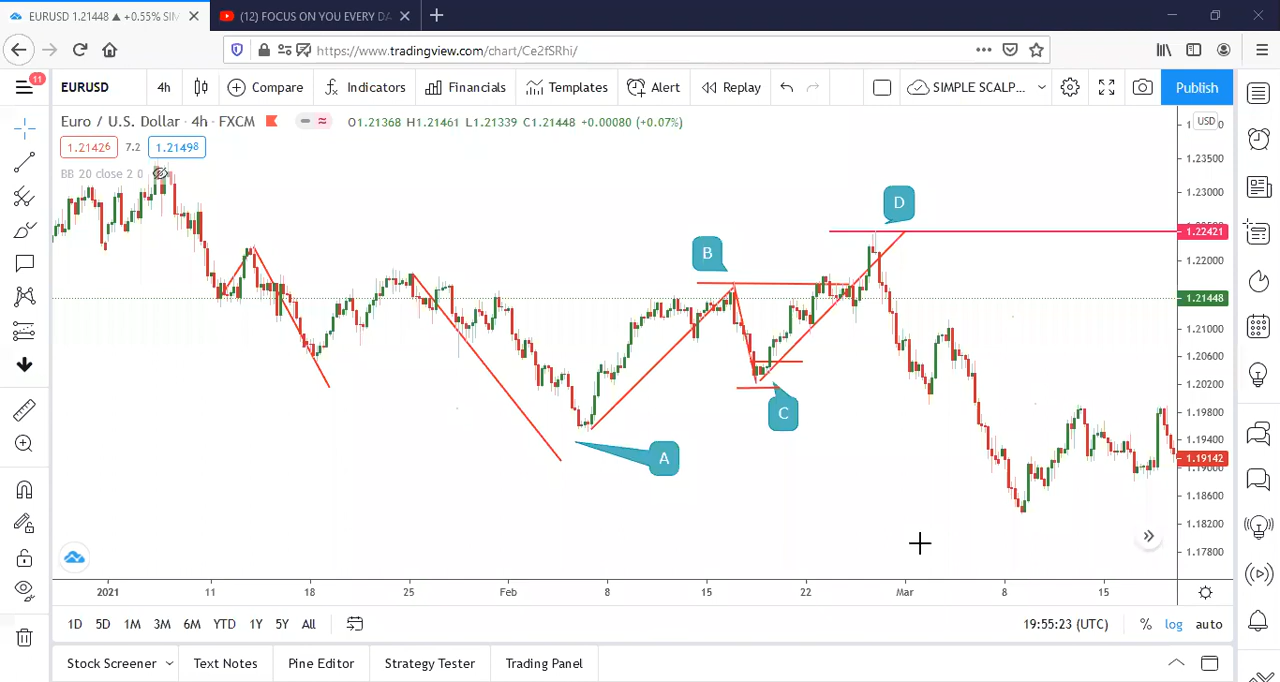 EURUSD 1.21448 ▲ +0.55% SIM
(12) FOCUS ON YOU EVERY DA
https://www.tradingview.com/chart/Ce2fSRhi/
11
EURUSD 4h Compare Indicators Financials Templates Alert Replay SIMPLE SCALP... Publish
Euro / U.S. Dollar · 4h · FXCM O1.21368 H1.21461 L1.21339 C1.21448 +0.00080 (+0.07%)
USD
1.21426 7.2 1.21498
BB 20 close 2 0
1.23500
1.23000
D
1.22421
B
1.22000
1.21448
1.21000
1.20600
1.20200
C
1.19800
1.19400
A
1.19142
1.19000
1.18600
1.18200
1.17800
2021 11 18 25 Feb 8 15 22 Mar 8 15
1D 5D 1M 3M 6M YTD 1Y 5Y All 19:55:23 (UTC) % log auto
Stock Screener Text Notes Pine Editor Strategy Tester Trading Panel